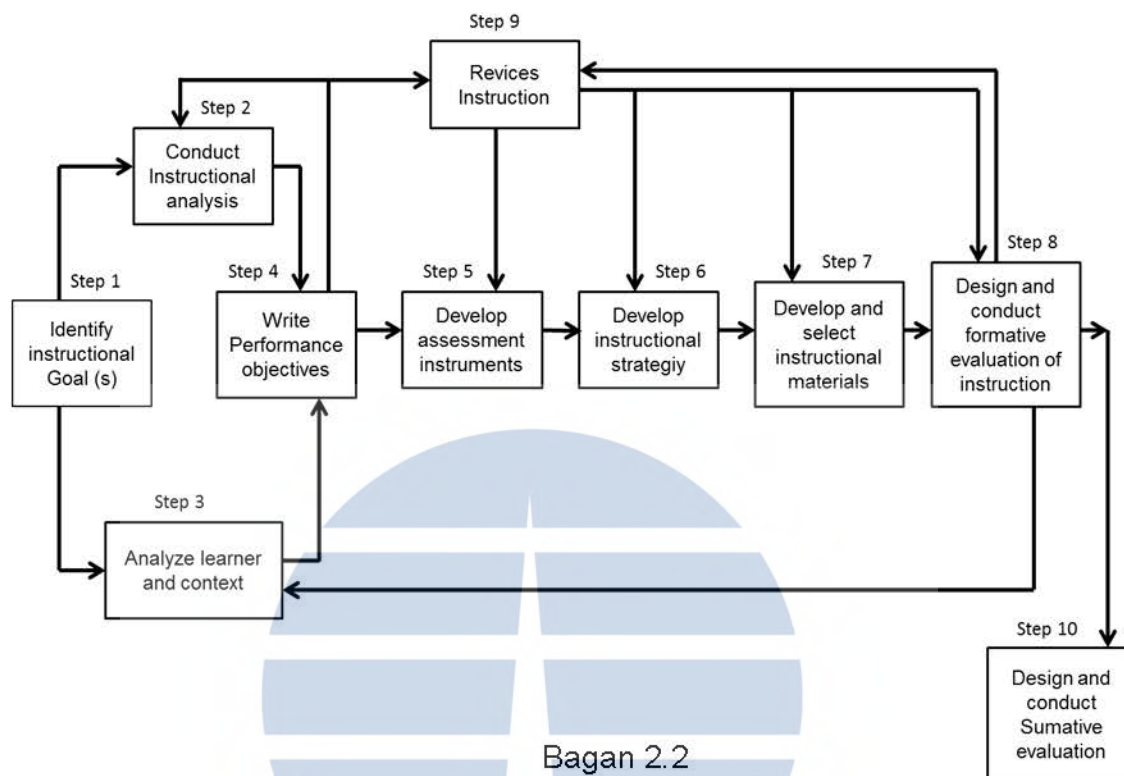 Step 1
Identify
instructional
Goal (s)
Step 2
Conduct
Instructional
analysis
Step 3
Analyze learner
and context
Step 4
Write
Performance
objectives
Step 5
Develop
assessment
instruments
Step 6
Develop
instructional
strategiy
Step 7
Develop and
select
instructional
materials
Step 8
Design and
conduct
formative
evaluation of
instruction
Step 9
Revices
Instruction
Step 10
Design and
conduct
Sumative
evaluation
Bagan 2.2